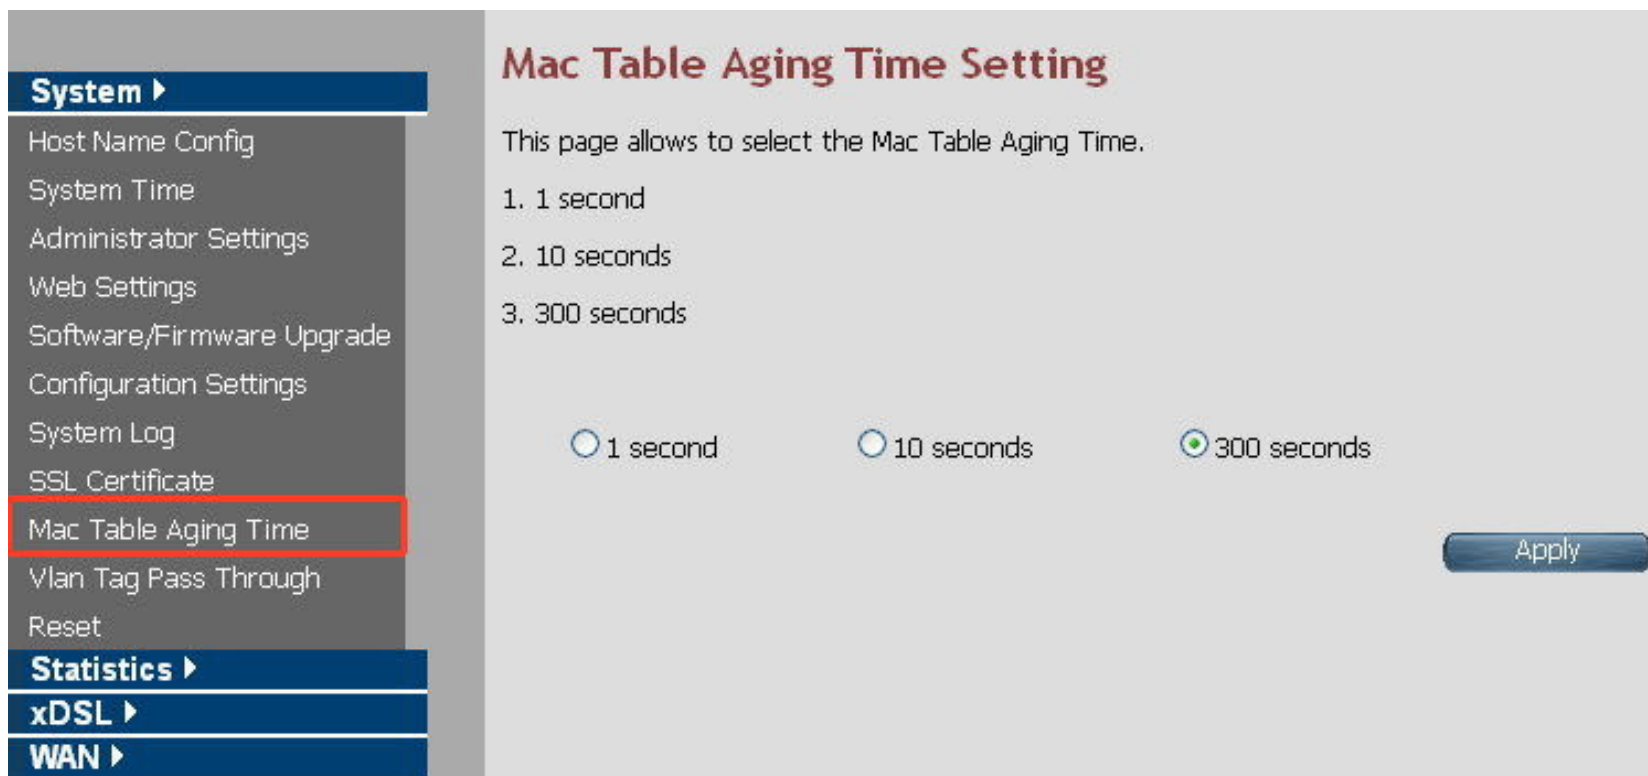 System
Host Name Config
System Time
Administrator Settings
Web Settings
Software/Firmware Upgrade
Configuration Settings
System Log
SSL Certificate
Mac Table Aging Time
Vlan Tag Pass Through
Reset
Statistics
xDSL
WAN
Mac Table Aging Time Setting
This page allows to select the Mac Table Aging Time.
1. 1 second
2. 10 seconds
3. 300 seconds
1 second 10 seconds 300 seconds
Apply